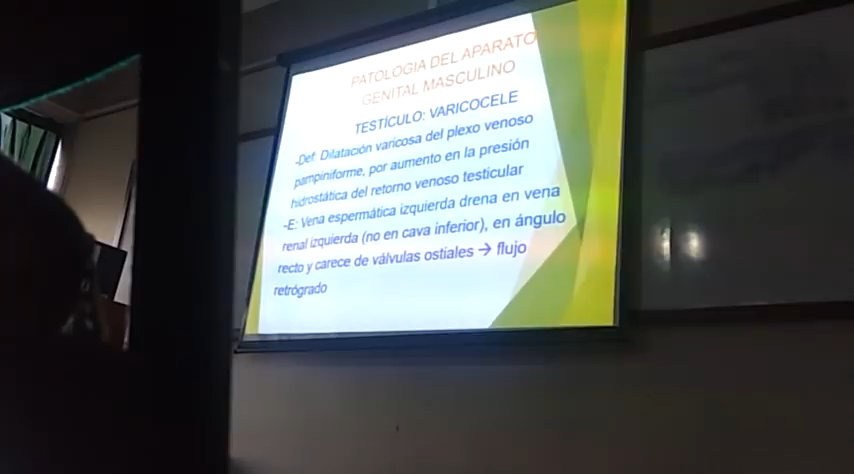 PATOLOGIA DEL APARATO
GENITAL MASCULINO
TESTÍCULO: VARICOCELE
-Def: Dilatación varicosa del plexo venoso
pampiniforme, por aumento en la presión
hidrostática del retorno venoso testicular
-E: Vena espermática izquierda drena en vena
renal izquierda (no en cava inferior), en ángulo
recto y carece de válvulas ostiales → flujo
retrógrado